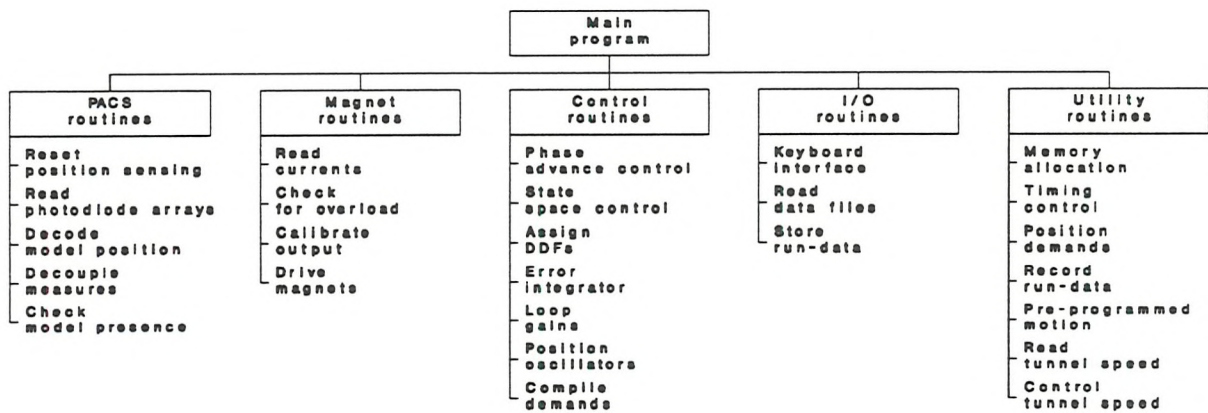 Main
program
PACS
routines
Reset
position sensing
Read
photodiode arrays
Decode
model position
Decouple
measures
Check
model presence
Magnet
routines
Read
currents
Check
for overload
Calibrate
output
Drive
magnets
Control
routines
Phase
advance control
State
space control
Assign
DDFs
Error
integrator
Loop
gains
Position
oscillators
Compile
demands
I/O
routines
Keyboard
interface
Read
data files
Store
run-data
Utility
routines
Memory
allocation
Timing
control
Position
demands
Record
run-data
Pre-programmed
motion
Read
tunnel speed
Control
tunnel speed